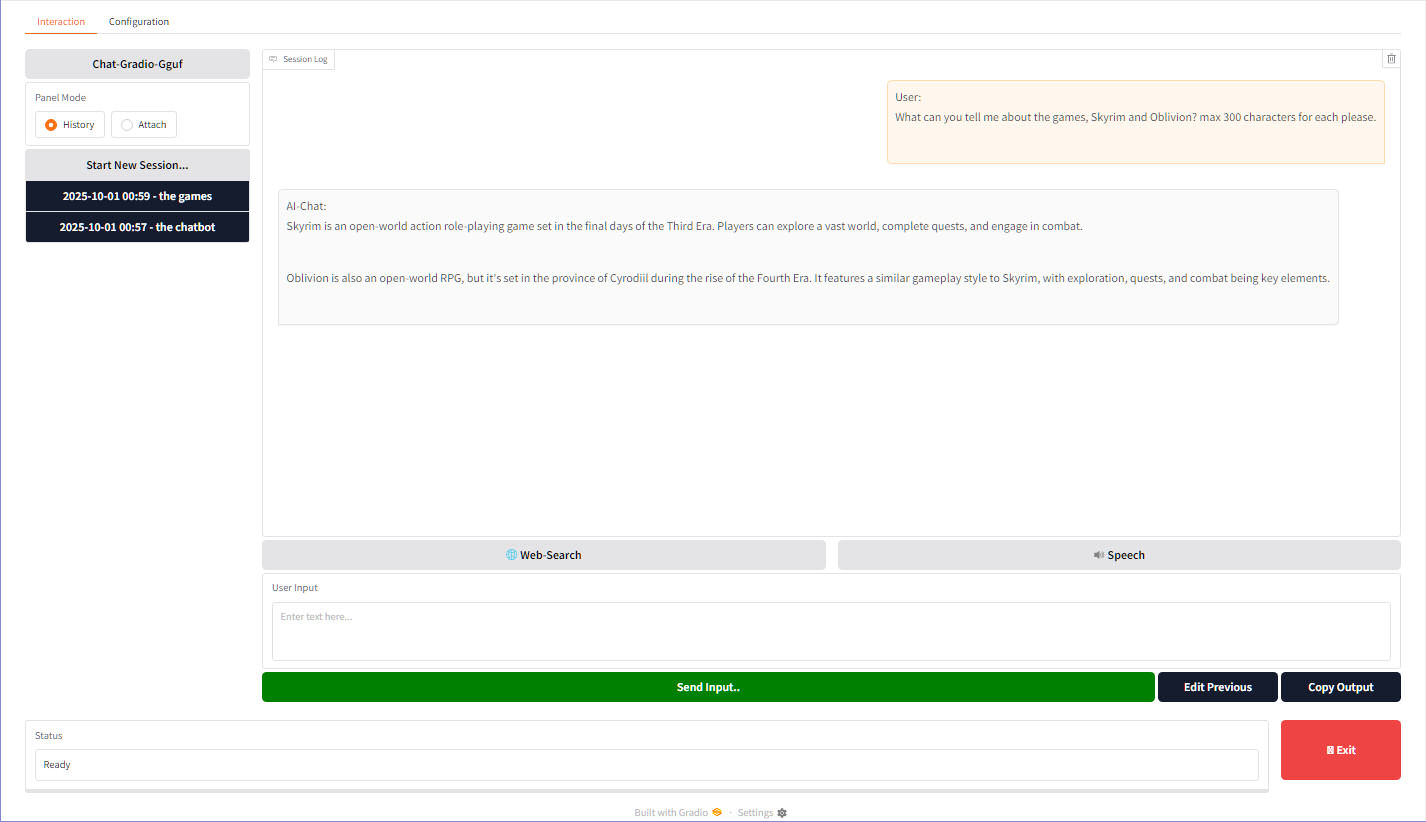 Interaction
Configuration
Chat-Gradio-Gguf
Panel Mode
History
Attach
Start New Session...
2025-10-01 00:59 - the games
2025-10-01 00:57 - the chatbot
Session Log
User:
What can you tell me about the games, Skyrim and Oblivion? max 300 characters for each please.
AI-Chat:
Skyrim is an open-world action role-playing game set in the final days of the Third Era. Players can explore a vast world, complete quests, and engage in combat.
Oblivion is also an open-world RPG, but it's set in the province of Cyrodiil during the rise of the Fourth Era. It features a similar gameplay style to Skyrim, with exploration, quests, and combat being key elements.
Web-Search
Speech
User Input
Enter text here...
Send Input..
Edit Previous
Copy Output
Status
Ready
Exit
Built with Gradio · Settings